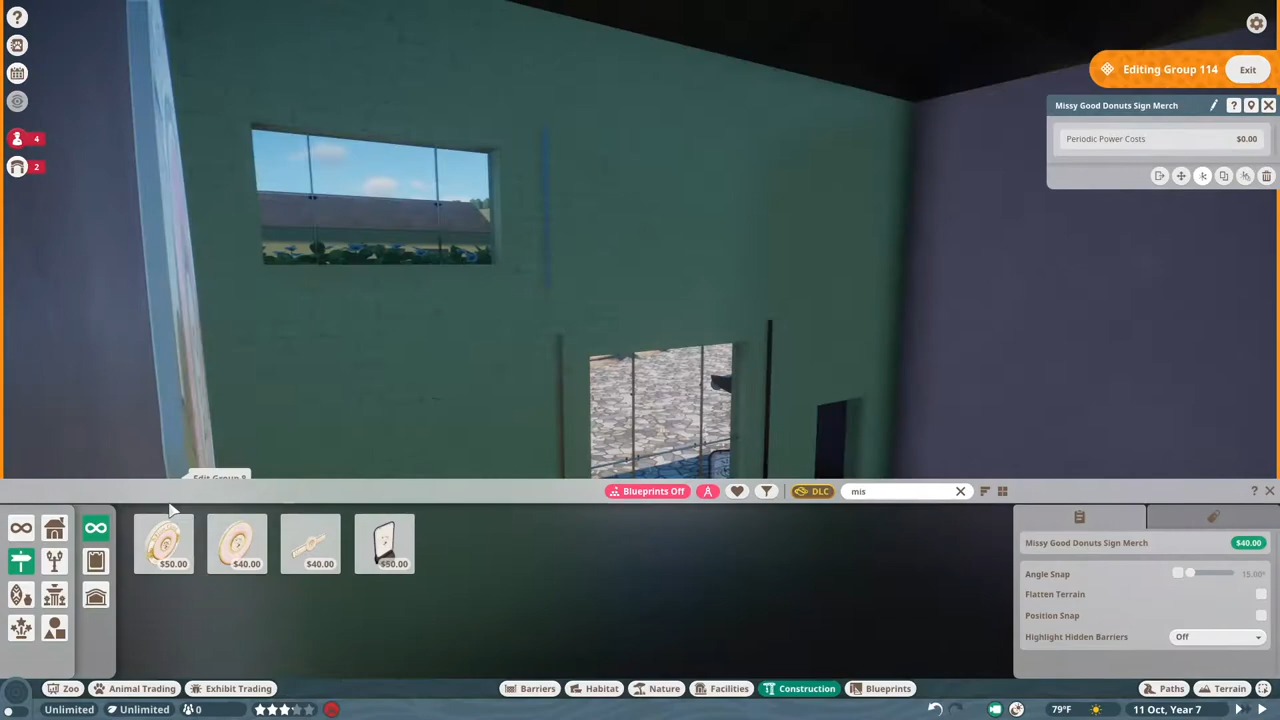 ?
Editing Group 114
Exit
Missy Good Donuts Sign Merch
?
Periodic Power Costs
$0.00
4
2
Blueprints Off
DLC
mis
?
$50.00
$40.00
$40.00
$50.00
Missy Good Donuts Sign Merch
$40.00
Angle Snap
15.00°
Flatten Terrain
Position Snap
Highlight Hidden Barriers
Off
Zoo
Animal Trading
Exhibit Trading
Barriers
Habitat
Nature
Facilities
Construction
Blueprints
Paths
Terrain
Unlimited
Unlimited
0
79°F
11 Oct, Year 7